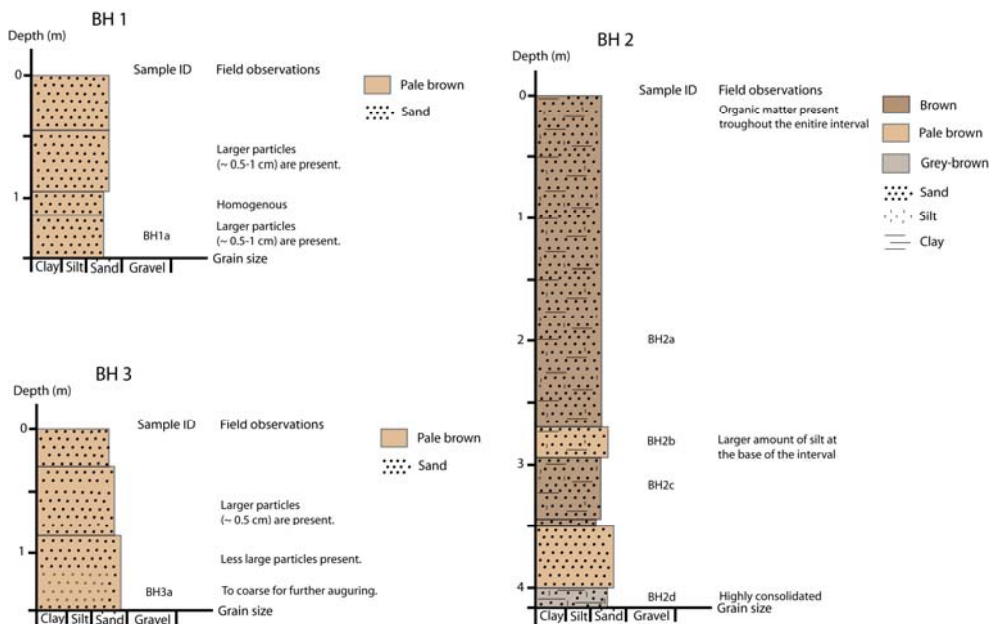 BH 1
Depth (m)
Sample ID Field observations
0
Pale brown
Sand
Larger particles
(~ 0.5-1 cm) are present.
1
Homogenous
BH1a
Larger particles
(~ 0.5-1 cm) are present.
Grain size
Clay Silt Sand Gravel
BH 2
Depth (m)
Sample ID Field observations
0
Organic matter present
troughout the enitire interval
Brown
Pale brown
Grey-brown
Sand
Silt
Clay
1
2
BH2a
BH2b
Larger amount of silt at
the base of the interval
3
BH2c
4
BH2d
Highly consolidated
Grain size
Clay Silt Sand Gravel
BH 3
Depth (m)
Sample ID Field observations
0
Pale brown
Sand
Larger particles
(~ 0.5 cm) are present.
1
Less large particles present.
BH3a
To coarse for further auguring.
Grain size
Clay Silt Sand Gravel